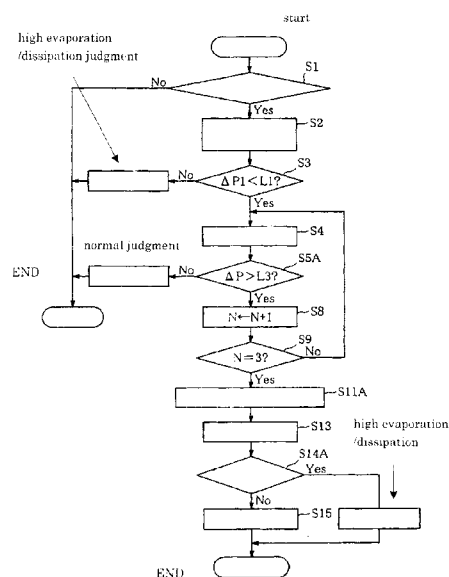 start
high evaporation
/dissipation judgment
S1
No
Yes
S2
S3
ΔP1<L1?
No
Yes
S4
normal judgment
S5A
ΔP>L3?
No
END
Yes
S8
N←N+1
S9
N=3?
No
Yes
S11A
S13
high evaporation
/dissipation
S14A
Yes
No
S15
END